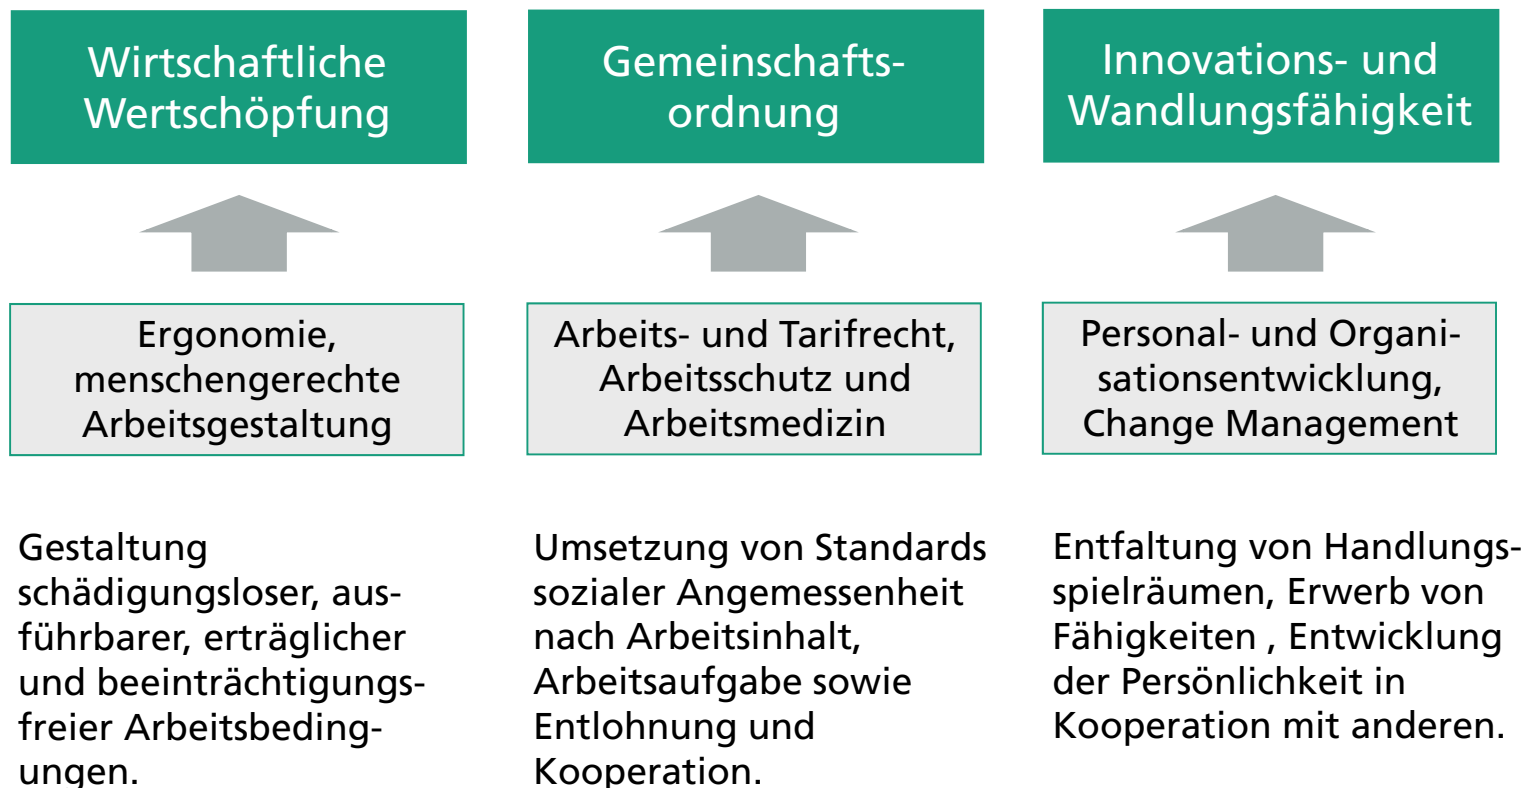 Wirtschaftliche
Wertschöpfung
Gemeinschafts-
ordnung
Innovations- und
Wandlungsfähigkeit
Ergonomie,
menschengerechte
Arbeitsgestaltung
Arbeits- und Tarifrecht,
Arbeitsschutz und
Arbeitsmedizin
Personal- und Organi-
sationsentwicklung,
Change Management
Gestaltung
schädigungsloser, aus-
führbarer, erträglicher
und beeinträchtigungs-
freier Arbeitsbeding-
ungen.
Umsetzung von Standards
sozialer Angemessenheit
nach Arbeitsinhalt,
Arbeitsaufgabe sowie
Entlohnung und
Kooperation.
Entfaltung von Handlungs-
spielräumen, Erwerb von
Fähigkeiten , Entwicklung
der Persönlichkeit in
Kooperation mit anderen.